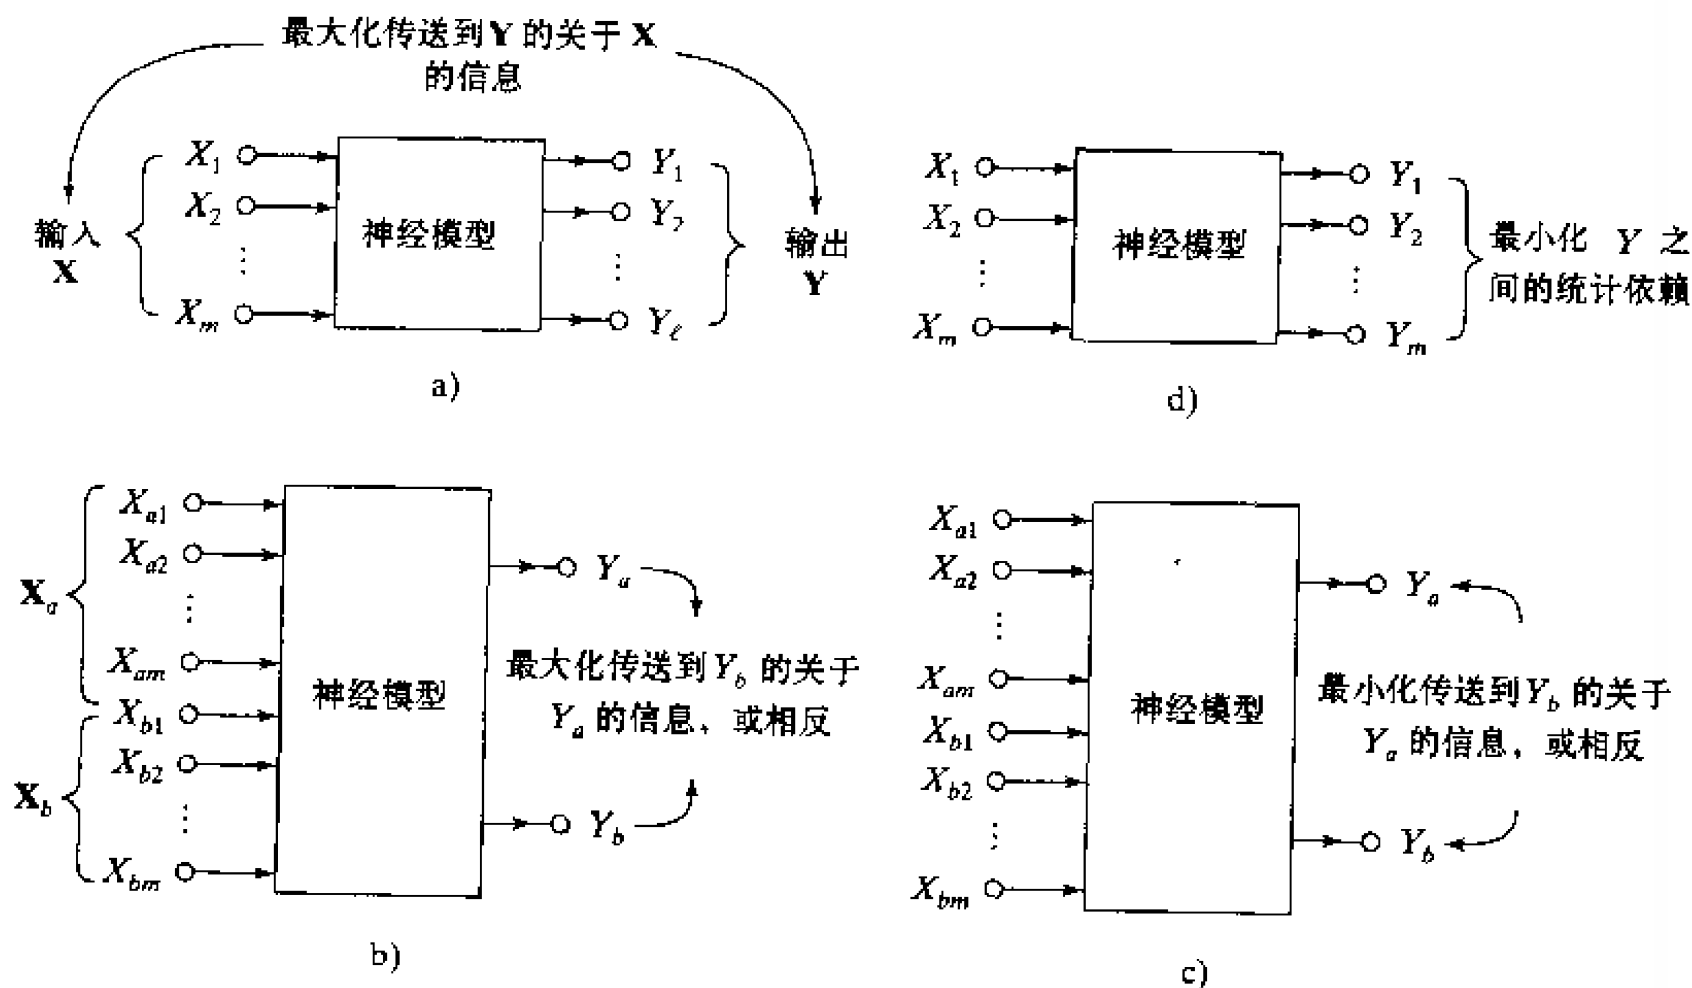 最大化传送到Y 的关于 X
的信息
X1
X2
⋮
Xm
输入
X
神经模型
Y1
Y2
⋮
Yℓ
输出
Y
a)
X1
X2
⋮
Xm
神经模型
Y1
Y2
⋮
Ym
最小化 Y 之
间的统计依赖
d)
Xa
Xa1
Xa2
⋮
Xam
Xb
Xb1
Xb2
⋮
Xbm
神经模型
Ya
最大化传送到Yb 的关于
Ya 的信息，或相反
Yb
b)
Xa1
Xa2
⋮
Xam
Xb1
Xb2
⋮
Xbm
神经模型
Ya
最小化传送到Yb 的关于
Ya 的信息，或相反
Yb
c)